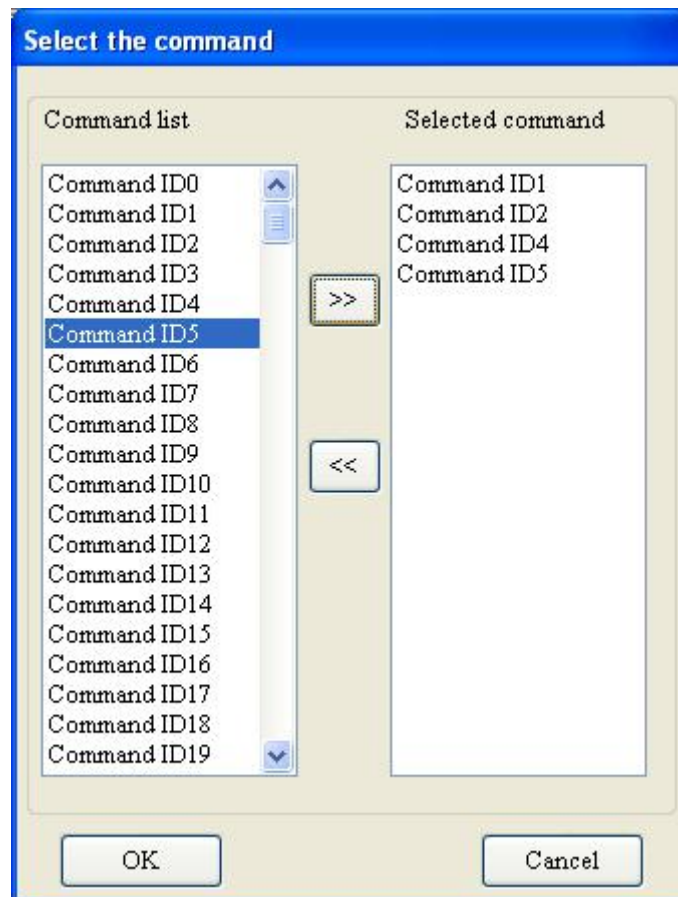 Select the command
Command list
Selected command
Command ID0
Command ID1
Command ID2
Command ID3
Command ID4
Command ID5
Command ID6
Command ID7
Command ID8
Command ID9
Command ID10
Command ID11
Command ID12
Command ID13
Command ID14
Command ID15
Command ID16
Command ID17
Command ID18
Command ID19
>>
<<
Command ID1
Command ID2
Command ID4
Command ID5
OK
Cancel